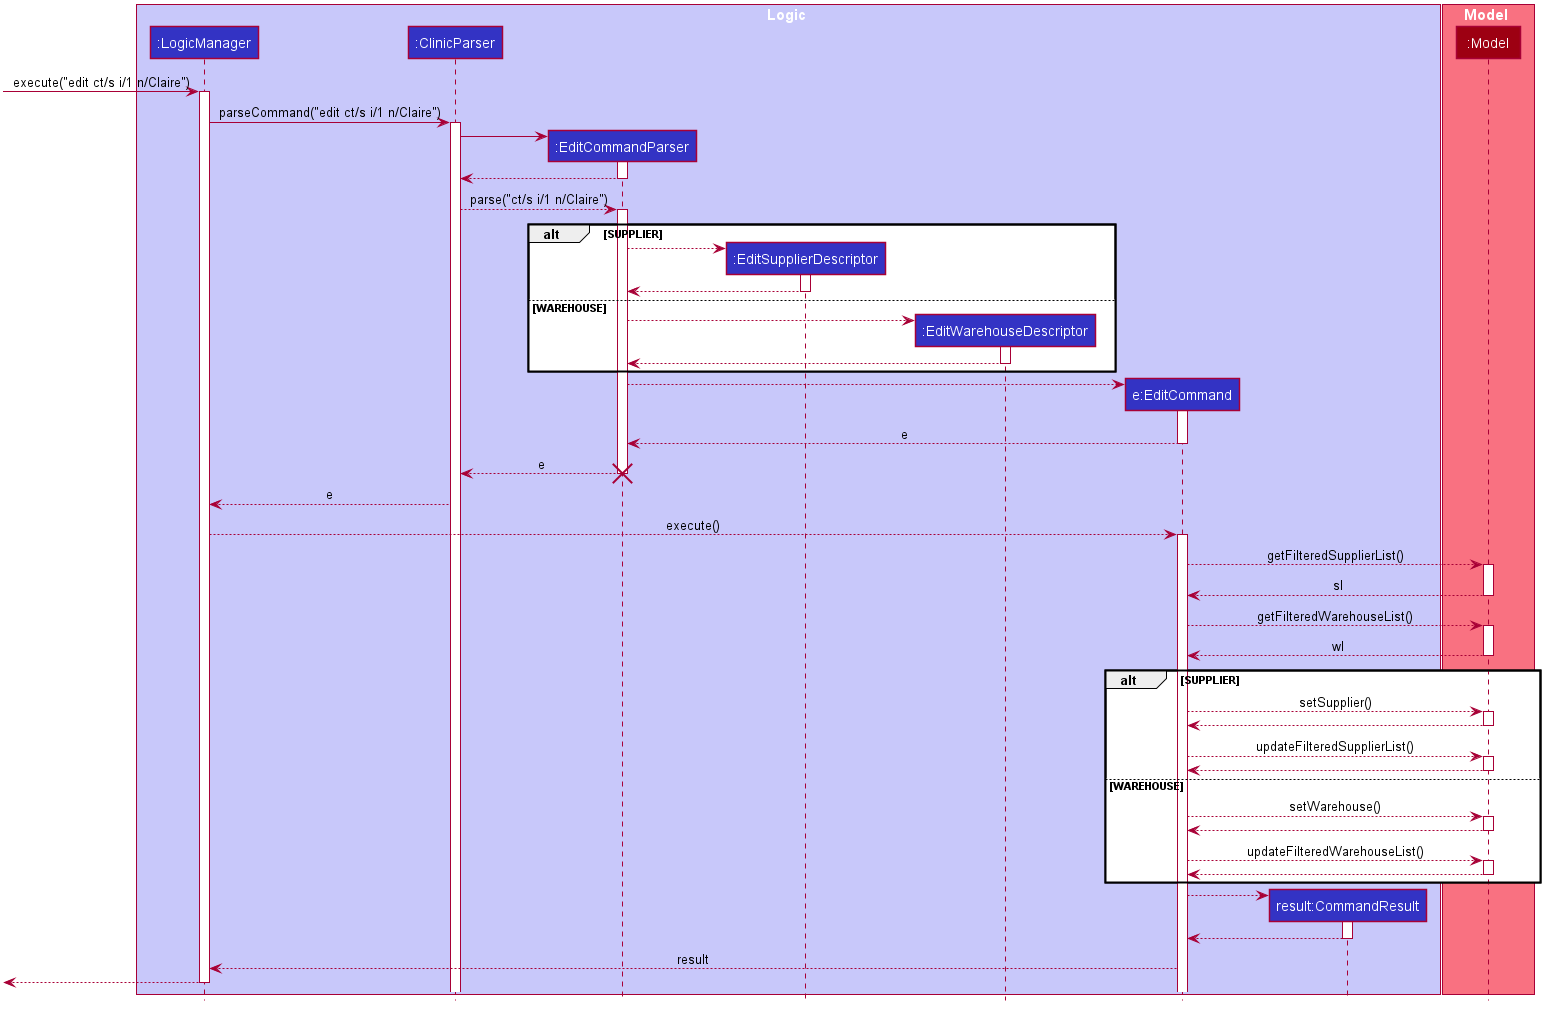 Logic
Model
:LogicManager
:ClinicParser
:Model
execute("edit ct/s i/1 n/Claire")
parseCommand("edit ct/s i/1 n/Claire")
:EditCommandParser
parse("ct/s i/1 n/Claire")
alt
[SUPPLIER]
:EditSupplierDescriptor
[WAREHOUSE]
:EditWarehouseDescriptor
e:EditCommand
e
e
e
execute()
getFilteredSupplierList()
sl
getFilteredWarehouseList()
wl
alt
[SUPPLIER]
setSupplier()
updateFilteredSupplierList()
[WAREHOUSE]
setWarehouse()
updateFilteredWarehouseList()
result:CommandResult
result